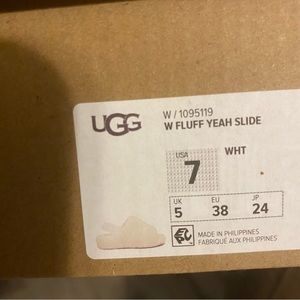 UGG
W / 1095119
W FLUFF YEAH SLIDE
USA
7
WHT
UK
5
EU
38
JP
24
MADE IN PHILIPPINES
FABRIQUÉ AUX PHILIPPINES